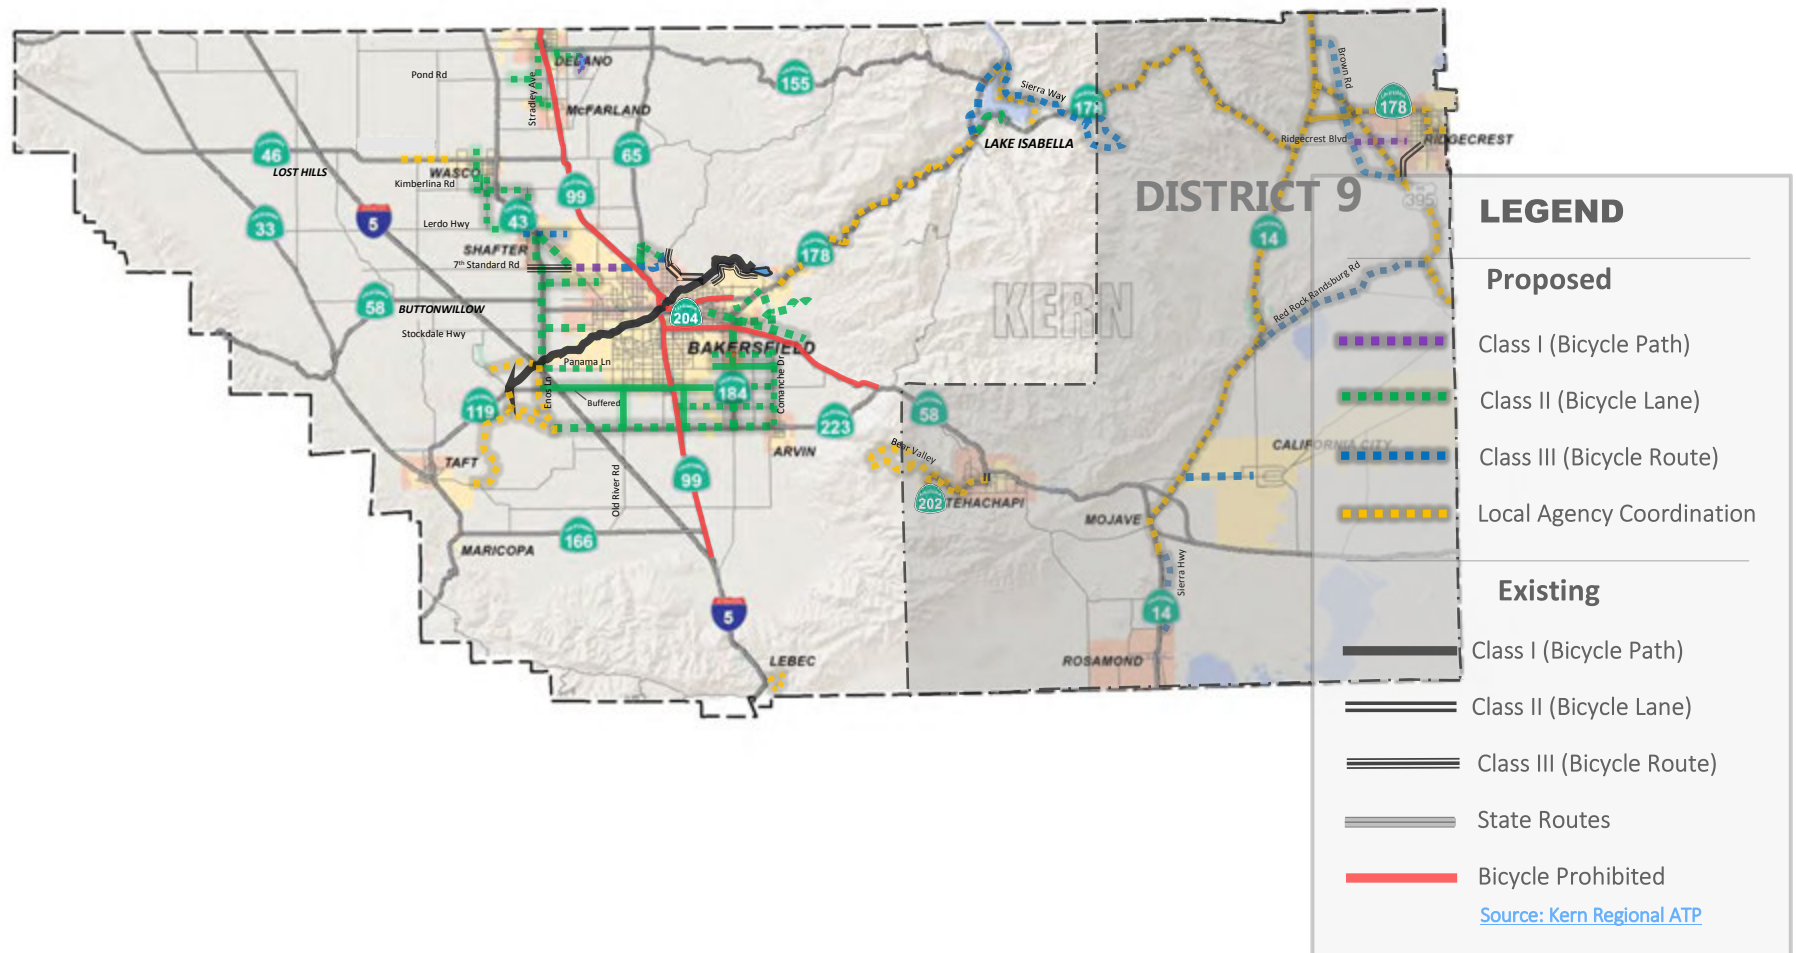 DELANO
Pond Rd
Stradley Ave
McFARLAND
155
Sierra Way
178
Brown Rd
178
46
LOST HILLS
65
LAKE ISABELLA
Ridgecrest Blvd
RIDGECREST
WASCO
Kimberlina Rd
99
DISTRICT 9
395
33
5
43
Lerdo Hwy
14
SHAFTER
7th Standard Rd
178
58
BUTTONWILLOW
Stockdale Hwy
204
KERN
Red Rock Randsburg Rd
BAKERSFIELD
Panama Ln
Enos Ln
Buffered
184
Comanche Dr
119
223
58
ARVIN
Bear Valley
CALIFORNIA CITY
TAFT
Old River Rd
99
202
TEHACHAPI
MOJAVE
MARICOPA
166
Sierra Hwy
5
14
LEBEC
ROSAMOND
LEGEND
Proposed
Class I (Bicycle Path)
Class II (Bicycle Lane)
Class III (Bicycle Route)
Local Agency Coordination
Existing
Class I (Bicycle Path)
Class II (Bicycle Lane)
Class III (Bicycle Route)
State Routes
Bicycle Prohibited
Source: Kern Regional ATP